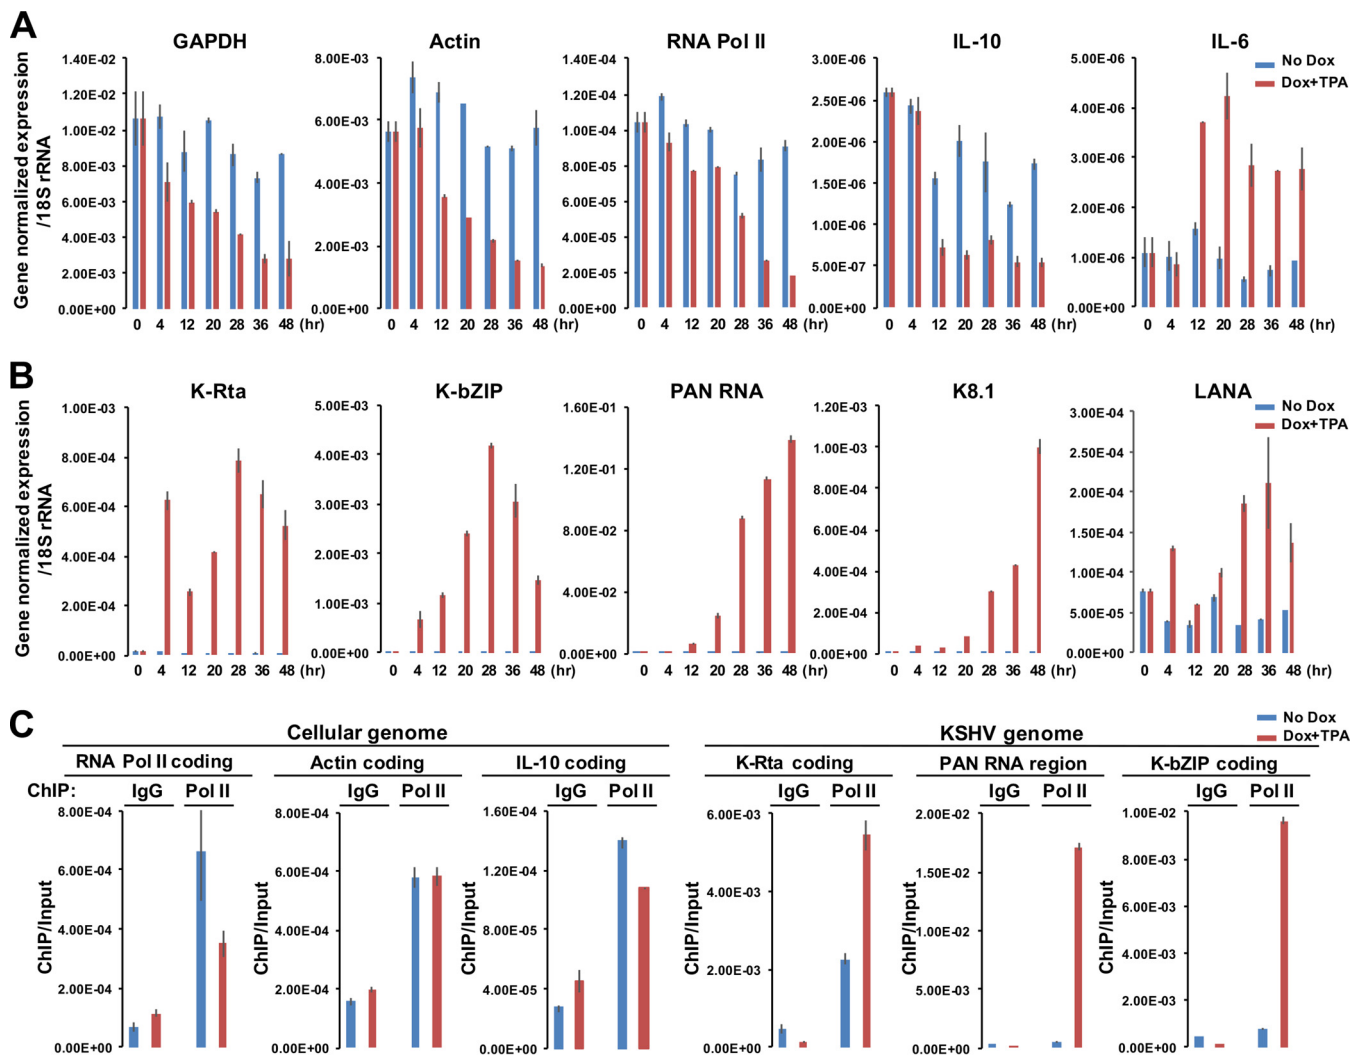 A
GAPDH
Actin
RNA Pol II
IL-10
IL-6
No Dox
Dox+TPA
Gene normalized expression
/18S rRNA
1.40E-02
1.20E-02
1.00E-02
8.00E-03
6.00E-03
4.00E-03
2.00E-03
0.00E+00
0 4 12 20 28 36 48 (hr)
8.00E-03
6.00E-03
4.00E-03
2.00E-03
0.00E+00
0 4 12 20 28 36 48 (hr)
1.40E-04
1.20E-04
1.00E-04
8.00E-05
6.00E-05
4.00E-05
2.00E-05
0.00E+00
0 4 12 20 28 36 48 (hr)
3.00E-06
2.50E-06
2.00E-06
1.50E-06
1.00E-06
5.00E-07
0.00E+00
0 4 12 20 28 36 48 (hr)
5.00E-06
4.00E-06
3.00E-06
2.00E-06
1.00E-06
0.00E+00
0 4 12 20 28 36 48 (hr)
B
K-Rta
K-bZIP
PAN RNA
K8.1
LANA
No Dox
Dox+TPA
Gene normalized expression
/18S rRNA
1.00E-03
8.00E-04
6.00E-04
4.00E-04
2.00E-04
0.00E+00
0 4 12 20 28 36 48 (hr)
5.00E-03
4.00E-03
3.00E-03
2.00E-03
1.00E-03
0.00E+00
0 4 12 20 28 36 48 (hr)
1.60E-01
1.20E-01
8.00E-02
4.00E-02
0.00E+00
0 4 12 20 28 36 48 (hr)
1.20E-03
1.00E-03
8.00E-04
6.00E-04
4.00E-04
2.00E-04
0.00E+00
0 4 12 20 28 36 48 (hr)
3.00E-04
2.50E-04
2.00E-04
1.50E-04
1.00E-04
5.00E-05
0.00E+00
0 4 12 20 28 36 48 (hr)
C
Cellular genome
KSHV genome
No Dox
Dox+TPA
RNA Pol II coding
Actin coding
IL-10 coding
K-Rta coding
PAN RNA region
K-bZIP coding
ChIP:
IgG Pol II
IgG Pol II
IgG Pol II
IgG Pol II
IgG Pol II
IgG Pol II
ChIP/Input
8.00E-04
6.00E-04
4.00E-04
2.00E-04
0.00E+00
ChIP/Input
8.00E-04
6.00E-04
4.00E-04
2.00E-04
0.00E+00
ChIP/Input
1.60E-04
1.20E-04
8.00E-05
4.00E-05
0.00E+00
ChIP/Input
6.00E-03
4.00E-03
2.00E-03
0.00E+00
ChIP/Input
2.00E-02
1.50E-02
1.00E-02
5.00E-03
0.00E+00
ChIP/Input
1.00E-02
8.00E-03
6.00E-03
4.00E-03
2.00E-03
0.00E+00